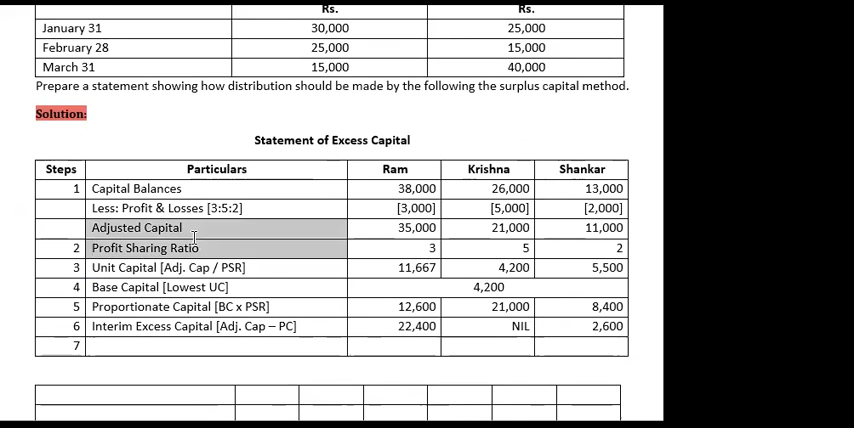 Rs. Rs.
January 31 30,000 25,000
February 28 25,000 15,000
March 31 15,000 40,000
Prepare a statement showing how distribution should be made by the following the surplus capital method.
Solution:
Statement of Excess Capital
Steps Particulars Ram Krishna Shankar
1 Capital Balances 38,000 26,000 13,000
Less: Profit & Losses [3:5:2] [3,000] [5,000] [2,000]
Adjusted Capital 35,000 21,000 11,000
2 Profit Sharing Ratio 3 5 2
3 Unit Capital [Adj. Cap / PSR] 11,667 4,200 5,500
4 Base Capital [Lowest UC] 4,200
5 Proportionate Capital [BC x PSR] 12,600 21,000 8,400
6 Interim Excess Capital [Adj. Cap – PC] 22,400 NIL 2,600
7